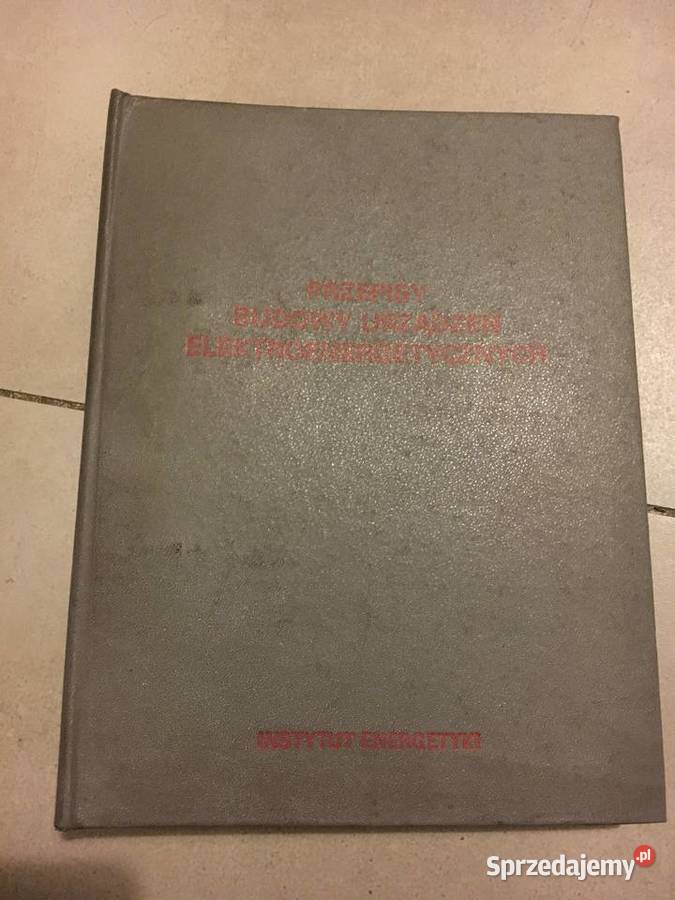 PRZEPISY
BUDOWY URZĄDZEŃ
ELEKTROENERGETYCZNYCH
INSTYTUT ENERGETYKI
Sprzedajemy.pl